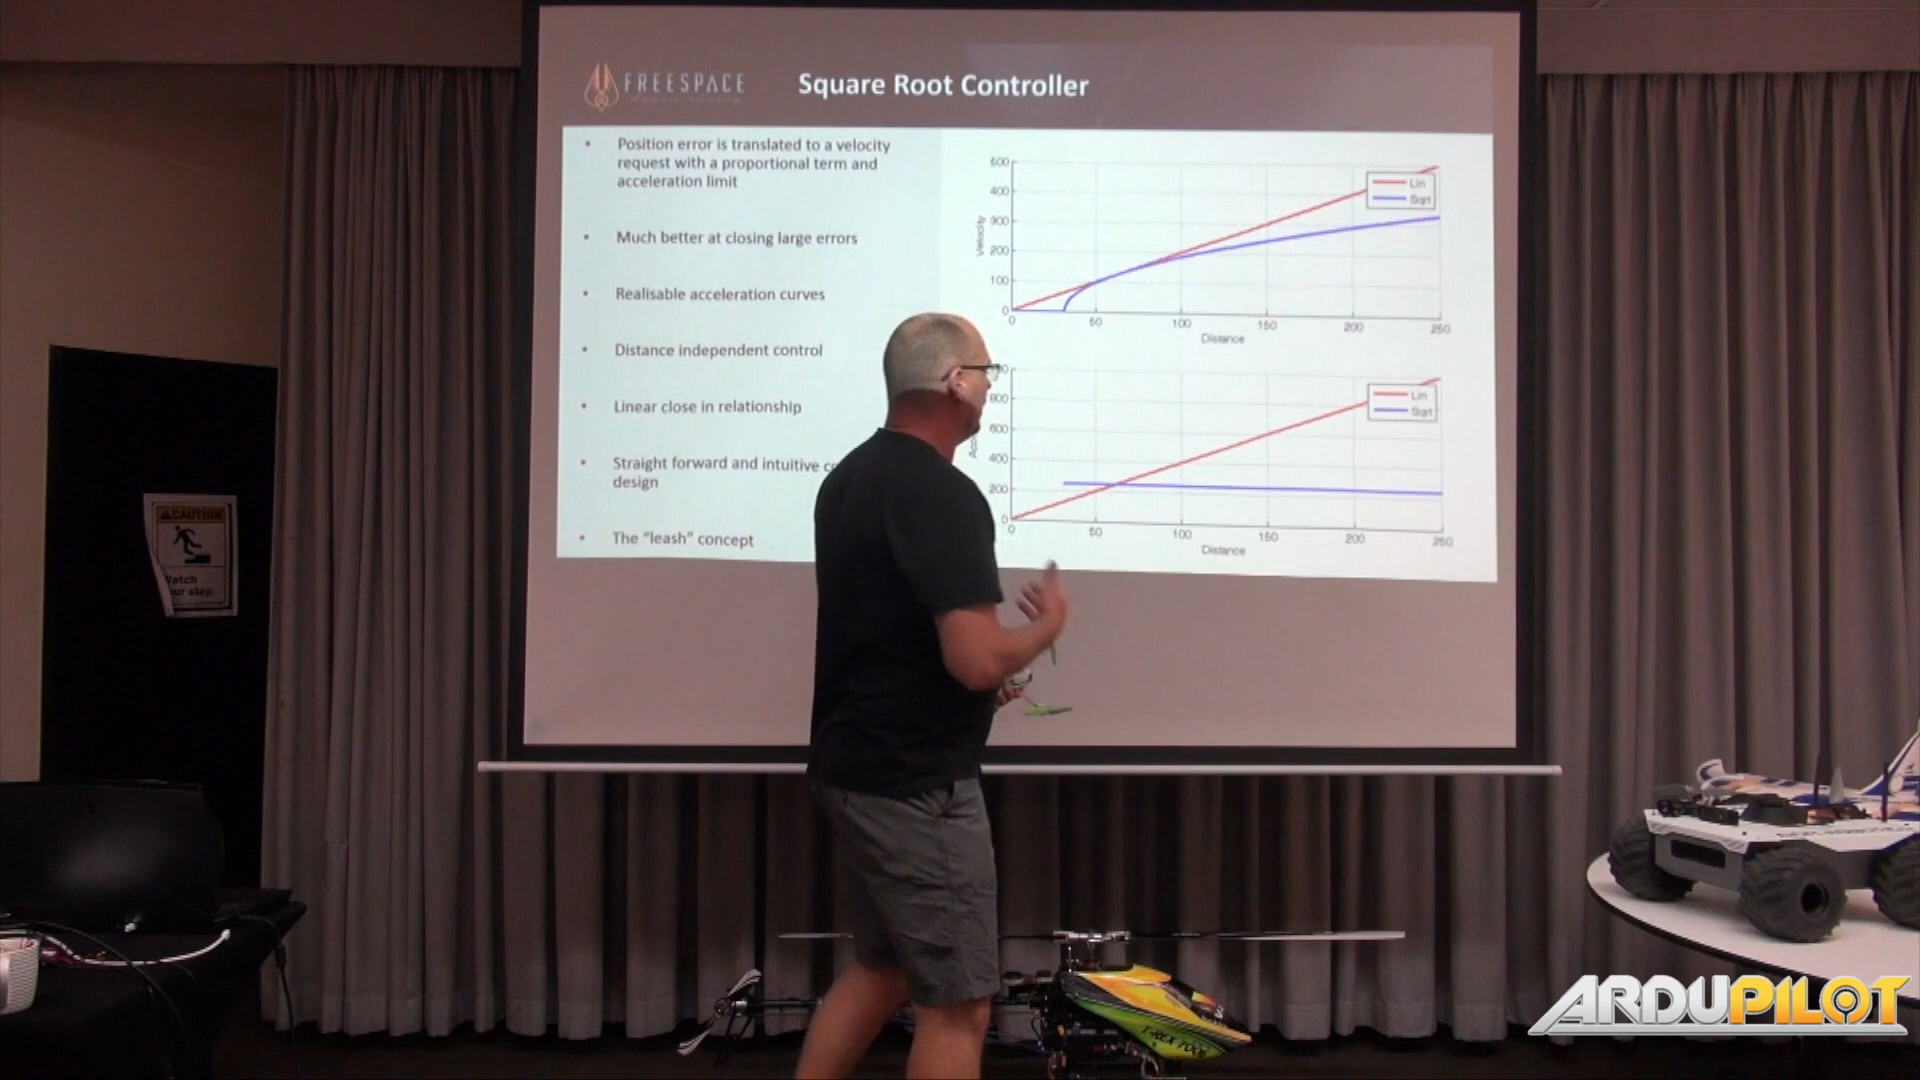 FREESPACE
Square Root Controller
• Position error is translated to a velocity
request with a proportional term and
acceleration limit
• Much better at closing large errors
• Realisable acceleration curves
• Distance independent control
• Linear close in relationship
• Straight forward and intuitive
design
• The “leash” concept
600
400
300
200
100
0
Velocity
Lin
Sqrt
0 50 100 150 200 250
Distance
800
600
400
200
0
Lin
Sqrt
0 50 100 150 200 250
Distance
CAUTION
Watch
your step.
T-REX 700E
ARDUPILOT